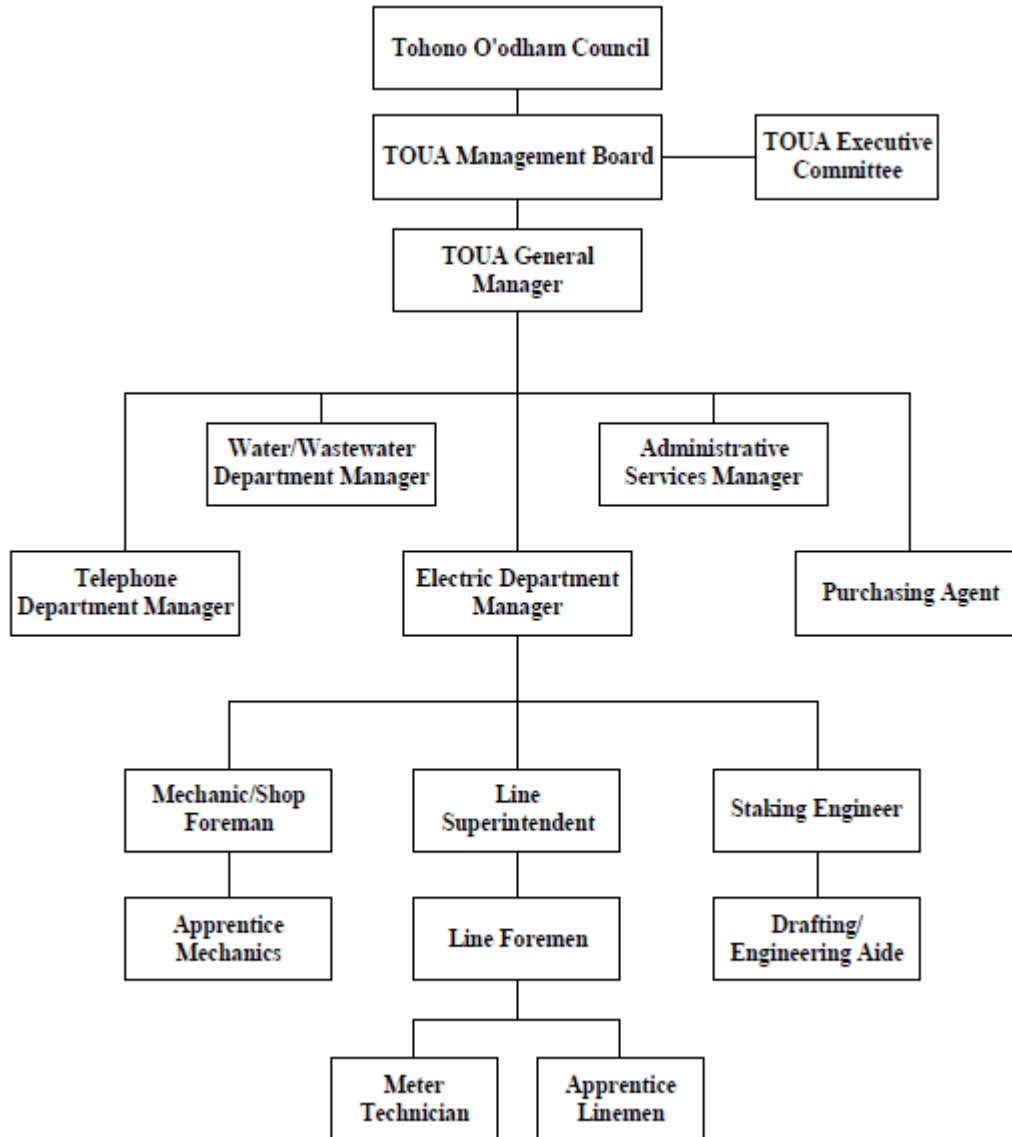 Tohono O'odham Council
TOUA Management Board
TOUA Executive
Committee
TOUA General
Manager
Water/Wastewater
Department Manager
Administrative
Services Manager
Telephone
Department Manager
Electric Department
Manager
Purchasing Agent
Mechanic/Shop
Foreman
Line
Superintendent
Staking Engineer
Apprentice
Mechanics
Line Foremen
Drafting/
Engineering Aide
Meter
Technician
Apprentice
Linemen